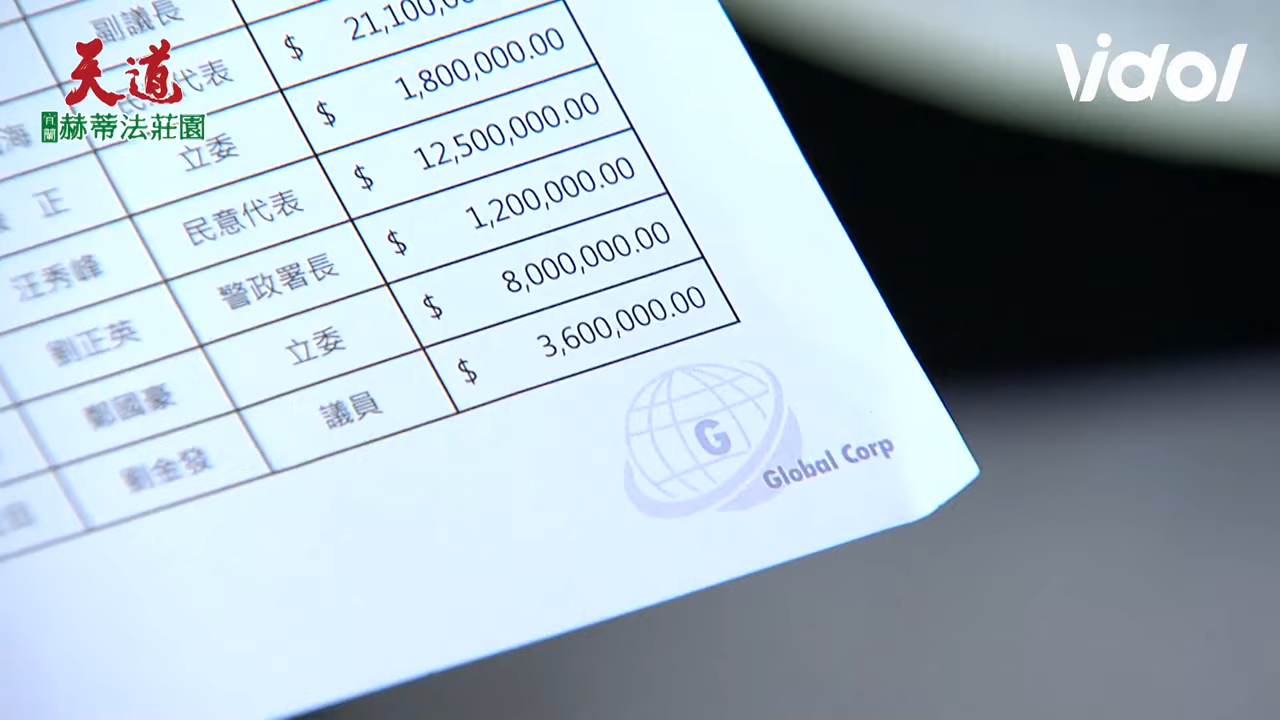 副議長
天道
宜蘭 赫蒂法莊園
Vidol
海 代表 $ 21,100,0
正 立委 $ 1,800,000.00
汪秀峰 民意代表 $ 12,500,000.00
劉正英 警政署長 $ 1,200,000.00
鄭國豪 立委 $ 8,000,000.00
劉金發 議員 $ 3,600,000.00
G
Global Corp